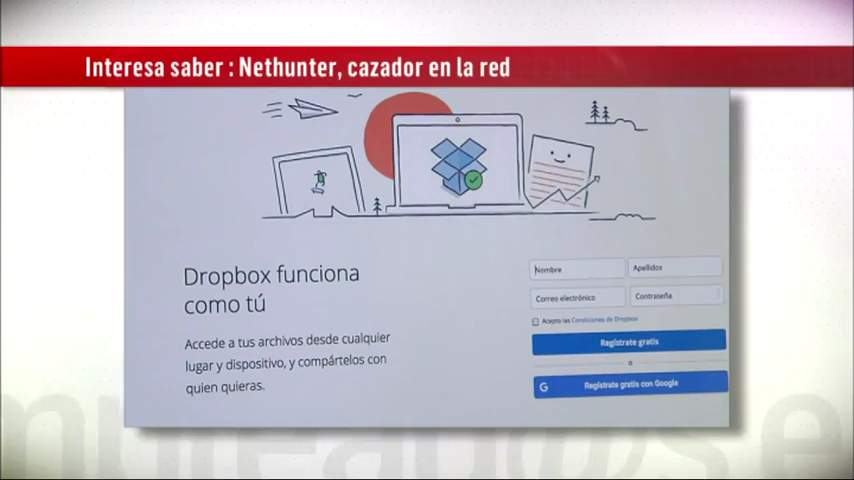 Interesa saber : Nethunter, cazador en la red
Dropbox funciona
como tú
Accede a tus archivos desde cualquier
lugar y dispositivo, y compártelos con
quien quieras.
Nombre
Apellidos
Correo electrónico
Contraseña
Acepto las Condiciones de Dropbox
Regístrate gratis
o
G Regístrate gratis con Google